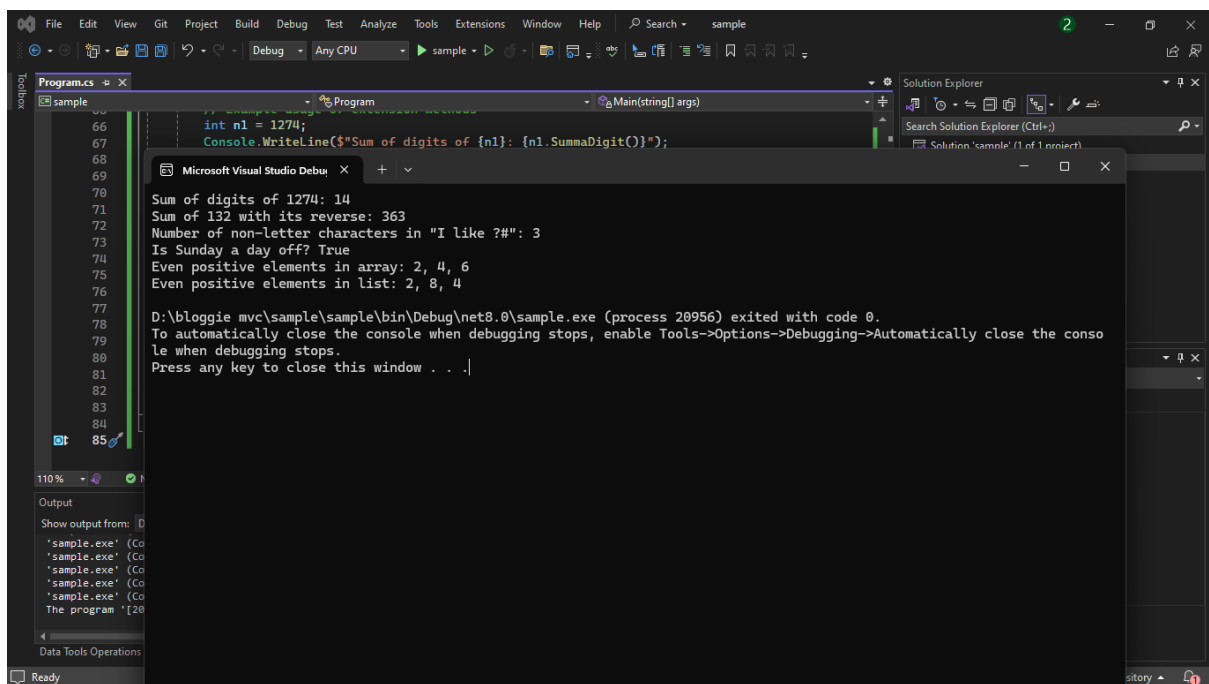 File Edit View Git Project Build Debug Test Analyze Tools Extensions Window Help Search sample 2
Debug Any CPU sample
Toolbox
Program.cs
sample Program Main(string[] args)
66 int n1 = 1274;
67 Console.WriteLine($"Sum of digits of {n1}: {n1.SummaDigit()}");
68
69
70
71
72
73
74
75
76
77
78
79
80
81
82
83
84
85
110 %
Solution Explorer
Search Solution Explorer (Ctrl+;)
Solution 'sample' (1 of 1 project)
Microsoft Visual Studio Debu
Sum of digits of 1274: 14
Sum of 132 with its reverse: 363
Number of non-letter characters in "I like ?#": 3
Is Sunday a day off? True
Even positive elements in array: 2, 4, 6
Even positive elements in list: 2, 8, 4
D:\bloggie mvc\sample\sample\bin\Debug\net8.0\sample.exe (process 20956) exited with code 0.
To automatically close the console when debugging stops, enable Tools->Options->Debugging->Automatically close the conso
le when debugging stops.
Press any key to close this window . . .
Output
Show output from: D
'sample.exe' (Co
'sample.exe' (Co
'sample.exe' (Co
'sample.exe' (Co
'sample.exe' (Co
The program '[20
Data Tools Operations
Ready
sitory
1